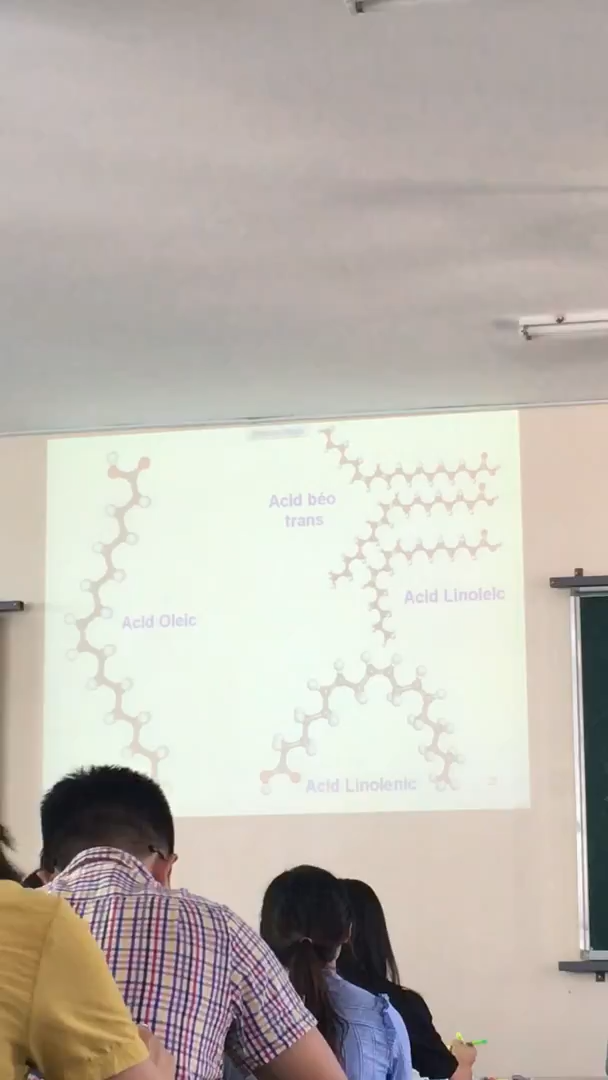 Acid béo
trans
Acid Linoleic
Acid Oleic
Acid Linolenic